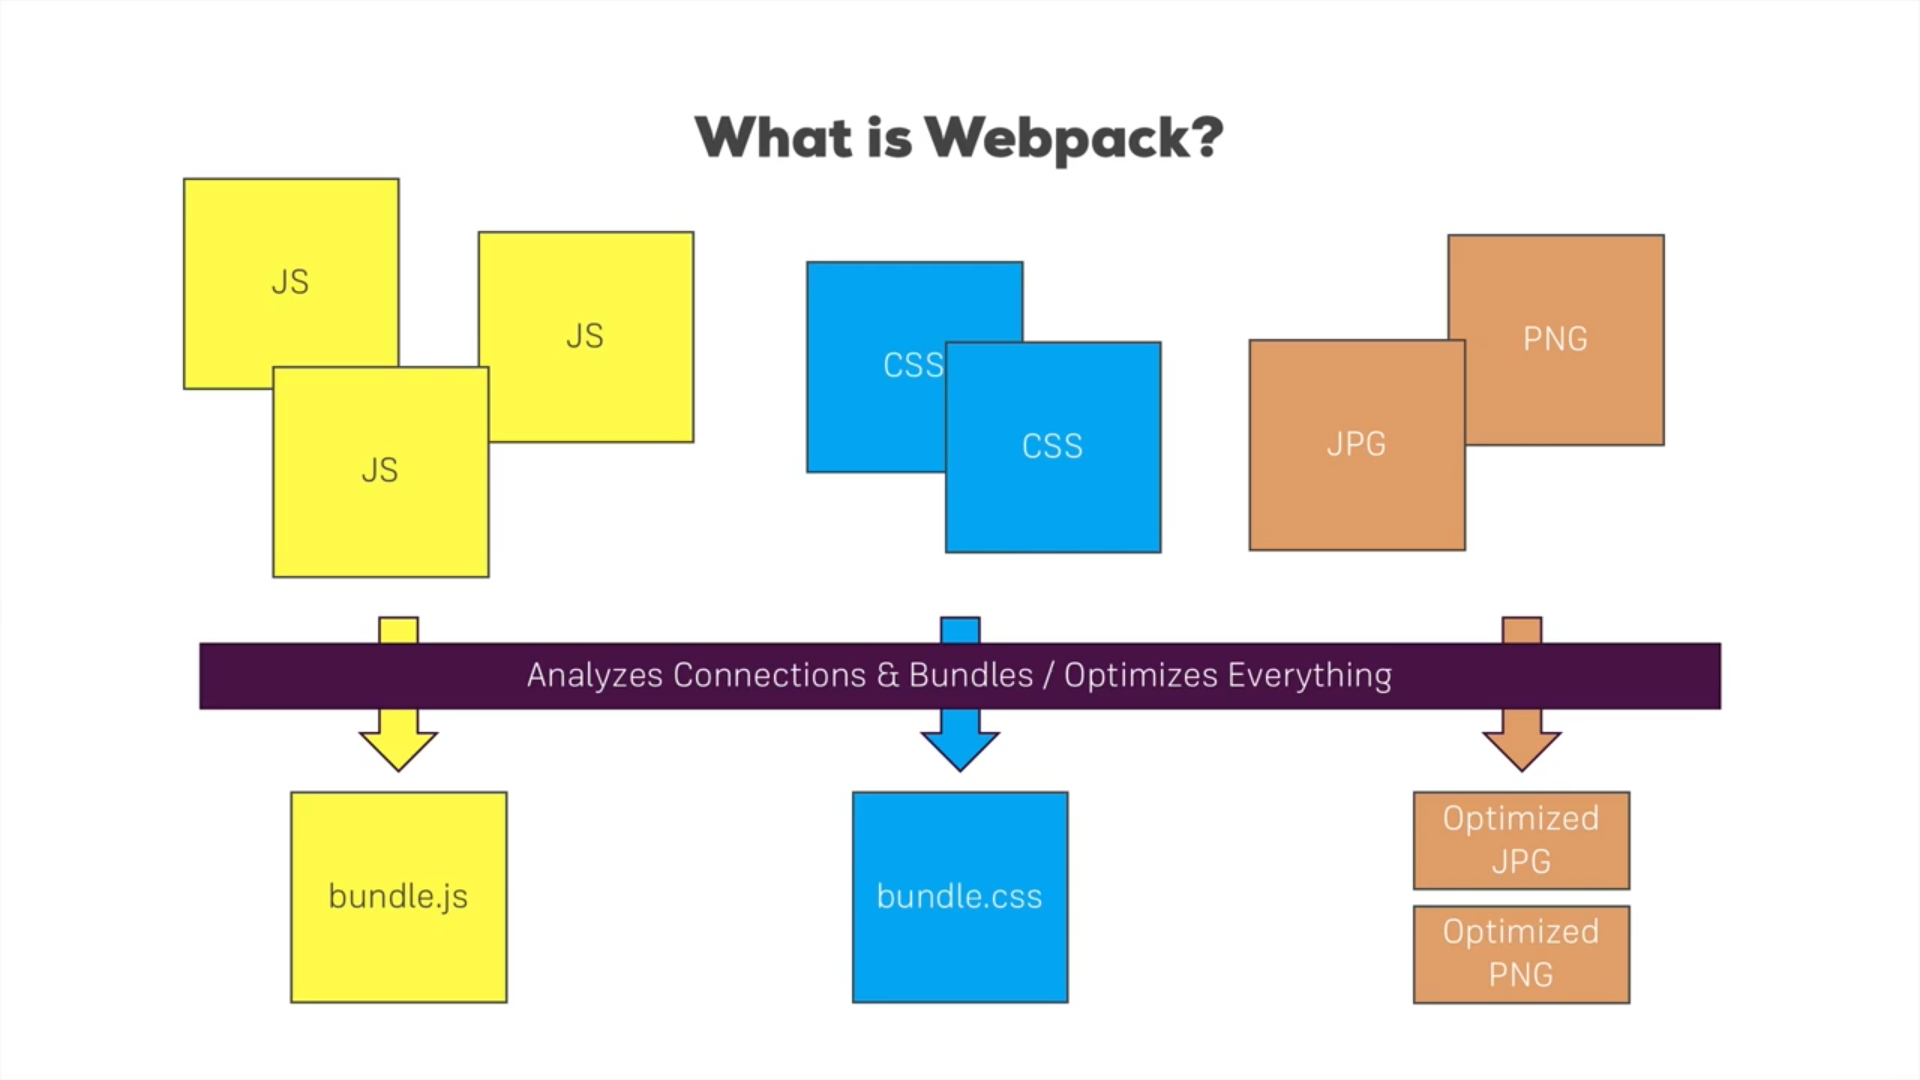 What is Webpack?
JS
JS
JS
CSS
CSS
PNG
JPG
Analyzes Connections & Bundles / Optimizes Everything
bundle.js
bundle.css
Optimized
JPG
Optimized
PNG